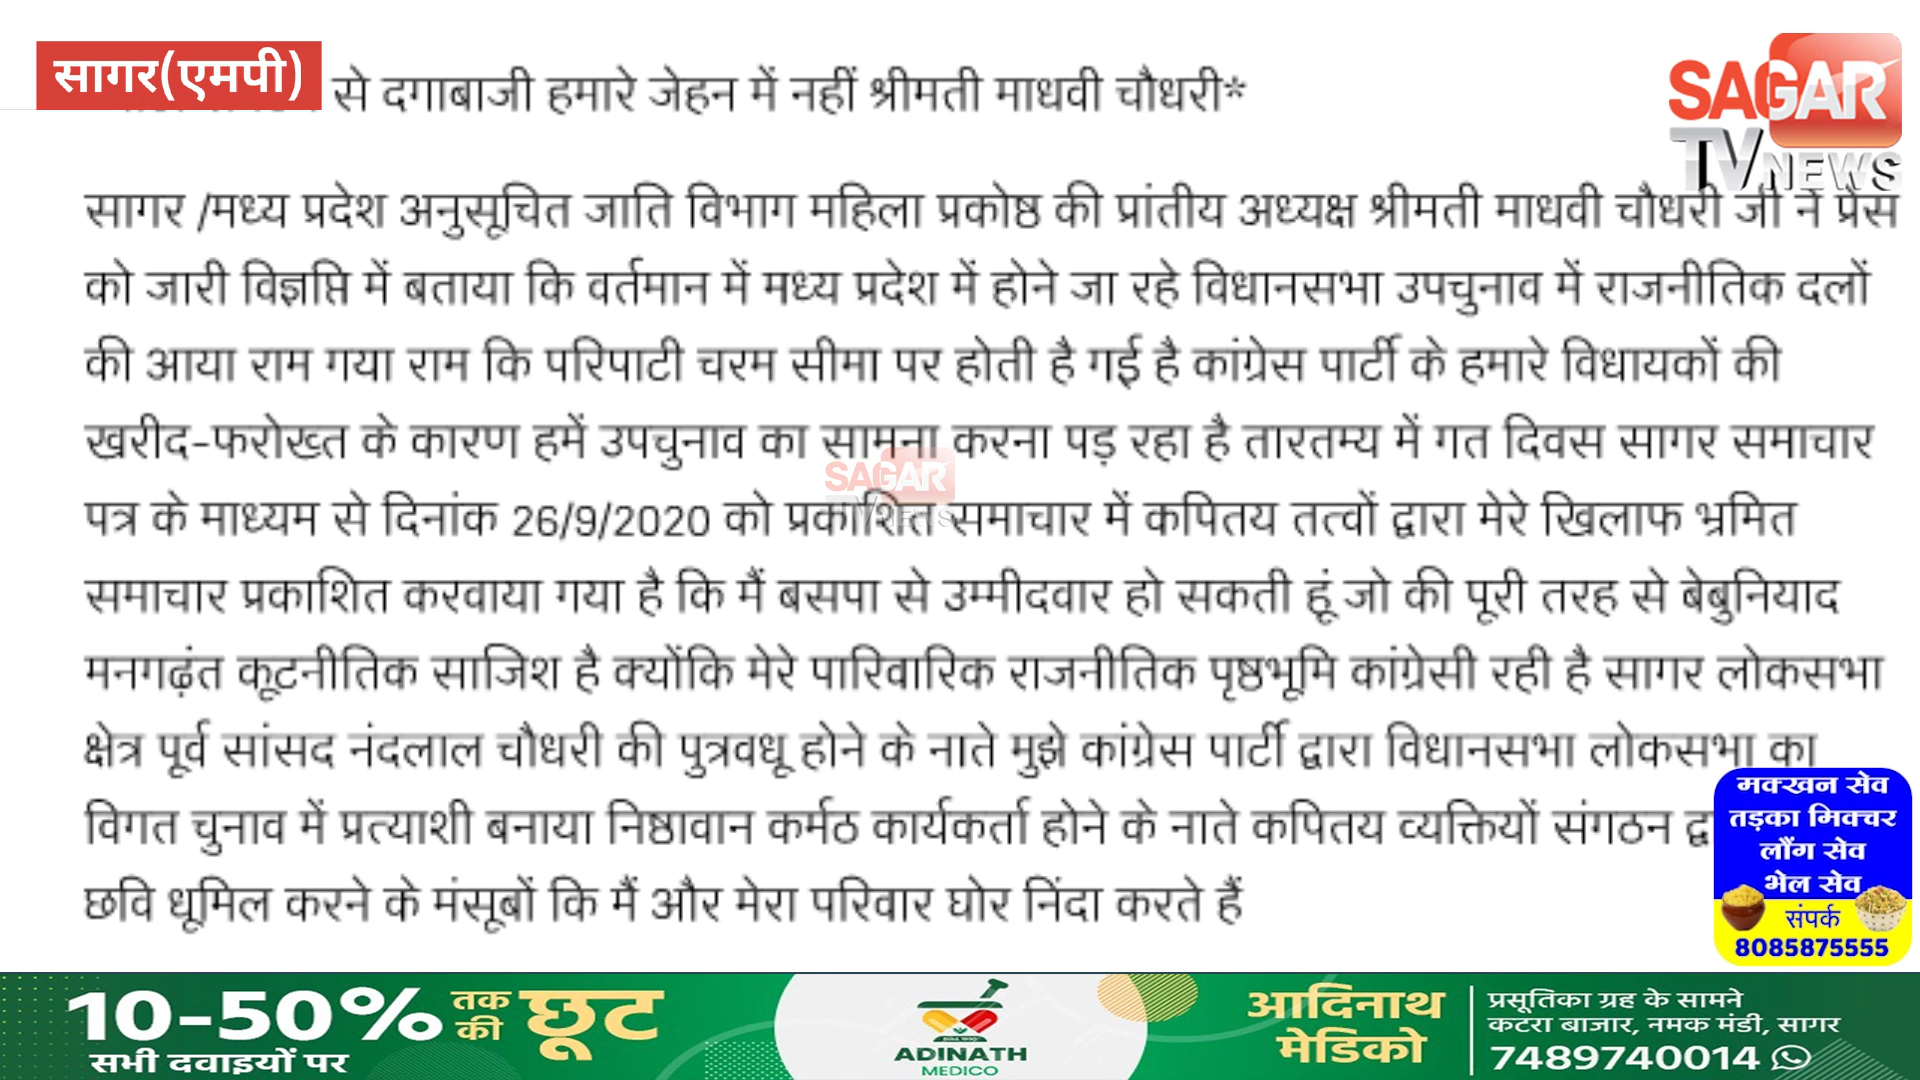 सागर(एमपी)
से दगाबाजी हमारे जेहन में नहीं श्रीमती माधवी चौधरी*
SAGAR
TV NEWS
सागर /मध्य प्रदेश अनुसूचित जाति विभाग महिला प्रकोष्ठ की प्रांतीय अध्यक्ष श्रीमती माधवी चौधरी जी ने प्रेस
को जारी विज्ञप्ति में बताया कि वर्तमान में मध्य प्रदेश में होने जा रहे विधानसभा उपचुनाव में राजनीतिक दलों
की आया राम गया राम कि परिपाटी चरम सीमा पर होती है गई है कांग्रेस पार्टी के हमारे विधायकों की
खरीद-फरोख्त के कारण हमें उपचुनाव का सामना करना पड़ रहा है तारतम्य में गत दिवस सागर समाचार
SAGAR
TV NEWS
पत्र के माध्यम से दिनांक 26/9/2020 को प्रकाशित समाचार में कपितय तत्वों द्वारा मेरे खिलाफ भ्रमित
समाचार प्रकाशित करवाया गया है कि मैं बसपा से उम्मीदवार हो सकती हूं जो की पूरी तरह से बेबुनियाद
मनगढ़ंत कूटनीतिक साजिश है क्योंकि मेरे पारिवारिक राजनीतिक पृष्ठभूमि कांग्रेसी रही है सागर लोकसभा
क्षेत्र पूर्व सांसद नंदलाल चौधरी की पुत्रवधू होने के नाते मुझे कांग्रेस पार्टी द्वारा विधानसभा लोकसभा का
विगत चुनाव में प्रत्याशी बनाया निष्ठावान कर्मठ कार्यकर्ता होने के नाते कपितय व्यक्तियों संगठन
छवि धूमिल करने के मंसूबों कि मैं और मेरा परिवार घोर निंदा करते हैं
मक्खन सेव
तड़का मिक्चर
लौंग सेव
भेल सेव
संपर्क
8085875555
10-50% तक की छूट
सभी दवाइयों पर
ADINATH
MEDICO
आदिनाथ
मेडिको
प्रसूतिका ग्रह के सामने
कटरा बाजार, नमक मंडी, सागर
7489740014